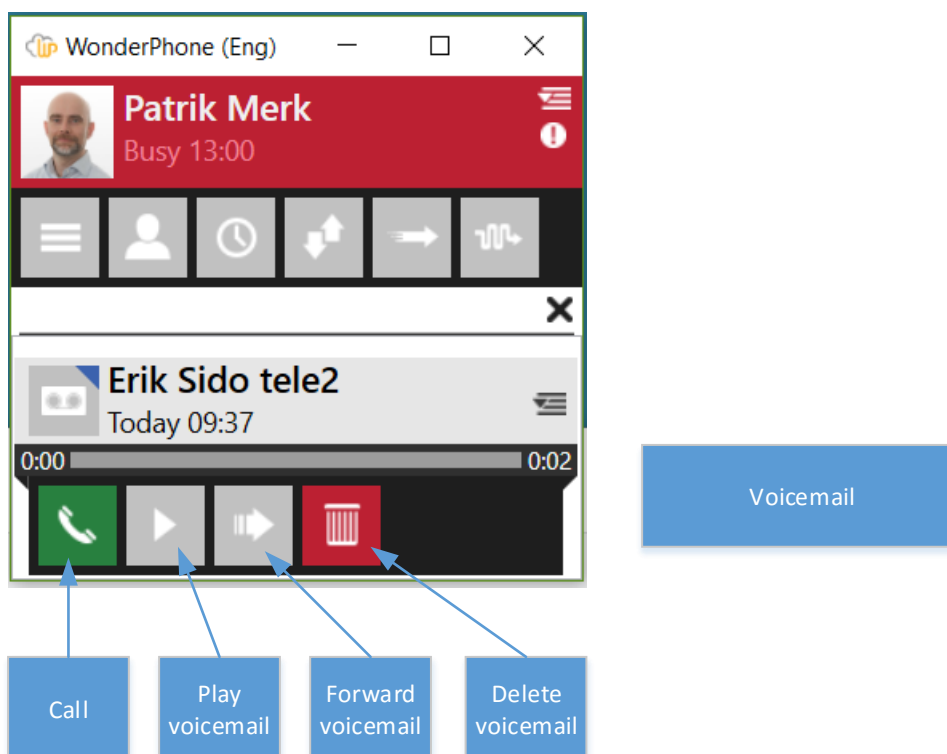 WonderPhone (Eng)
Patrik Merk
Busy 13:00
Erik Sido tele2
Today 09:37
0:00 0:02
Voicemail
Call
Play
voicemail
Forward
voicemail
Delete
voicemail